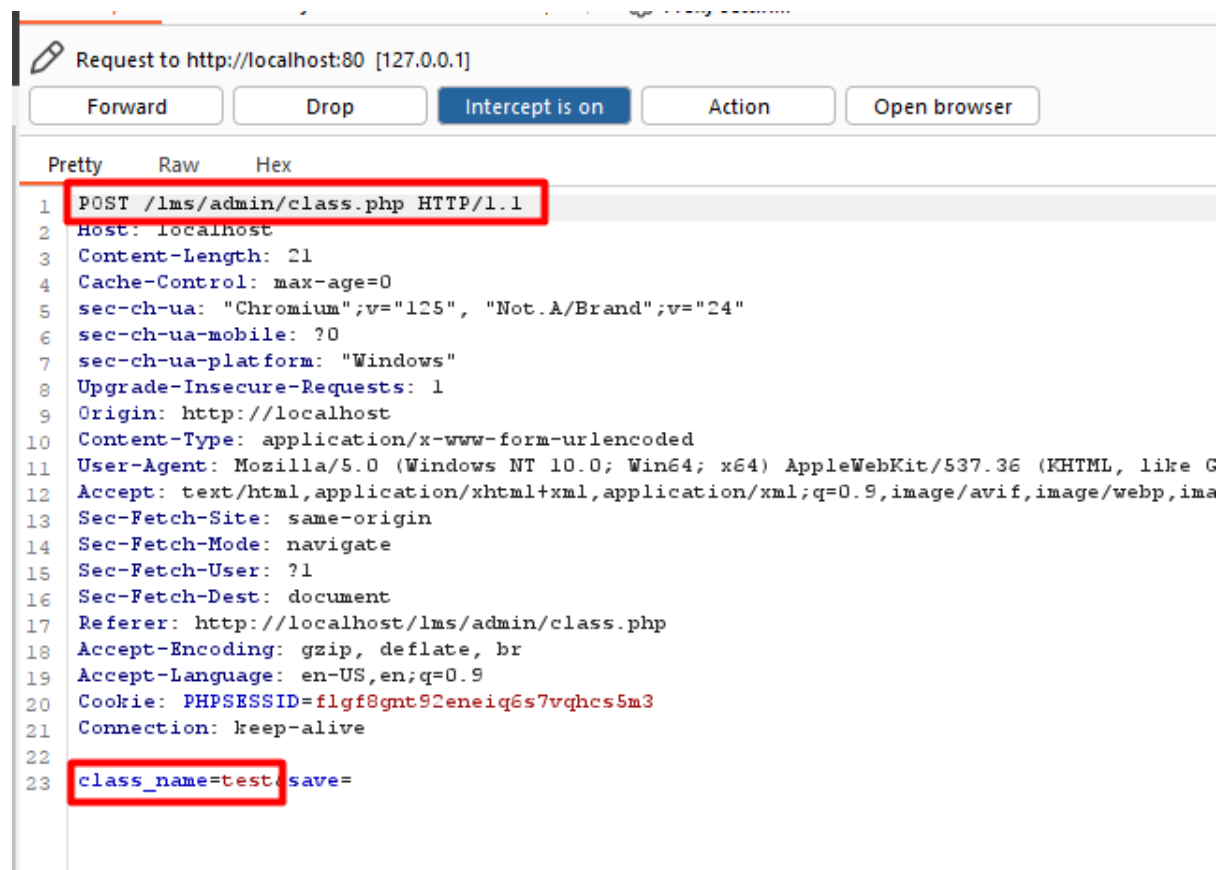 Request to http://localhost:80 [127.0.0.1]
Forward Drop Intercept is on Action Open browser
Pretty Raw Hex
1 POST /lms/admin/class.php HTTP/1.1
2 Host: localhost
3 Content-Length: 21
4 Cache-Control: max-age=0
5 sec-ch-ua: "Chromium";v="125", "Not.A/Brand";v="24"
6 sec-ch-ua-mobile: ?0
7 sec-ch-ua-platform: "Windows"
8 Upgrade-Insecure-Requests: 1
9 Origin: http://localhost
10 Content-Type: application/x-www-form-urlencoded
11 User-Agent: Mozilla/5.0 (Windows NT 10.0; Win64; x64) AppleWebKit/537.36 (KHTML, like G
12 Accept: text/html,application/xhtml+xml,application/xml;q=0.9,image/avif,image/webp,ima
13 Sec-Fetch-Site: same-origin
14 Sec-Fetch-Mode: navigate
15 Sec-Fetch-User: ?1
16 Sec-Fetch-Dest: document
17 Referer: http://localhost/lms/admin/class.php
18 Accept-Encoding: gzip, deflate, br
19 Accept-Language: en-US,en;q=0.9
20 Cookie: PHPSESSID=flgf8gnt92eneiq6s7vqhcs5m3
21 Connection: keep-alive
22
23 class_name=test&save=